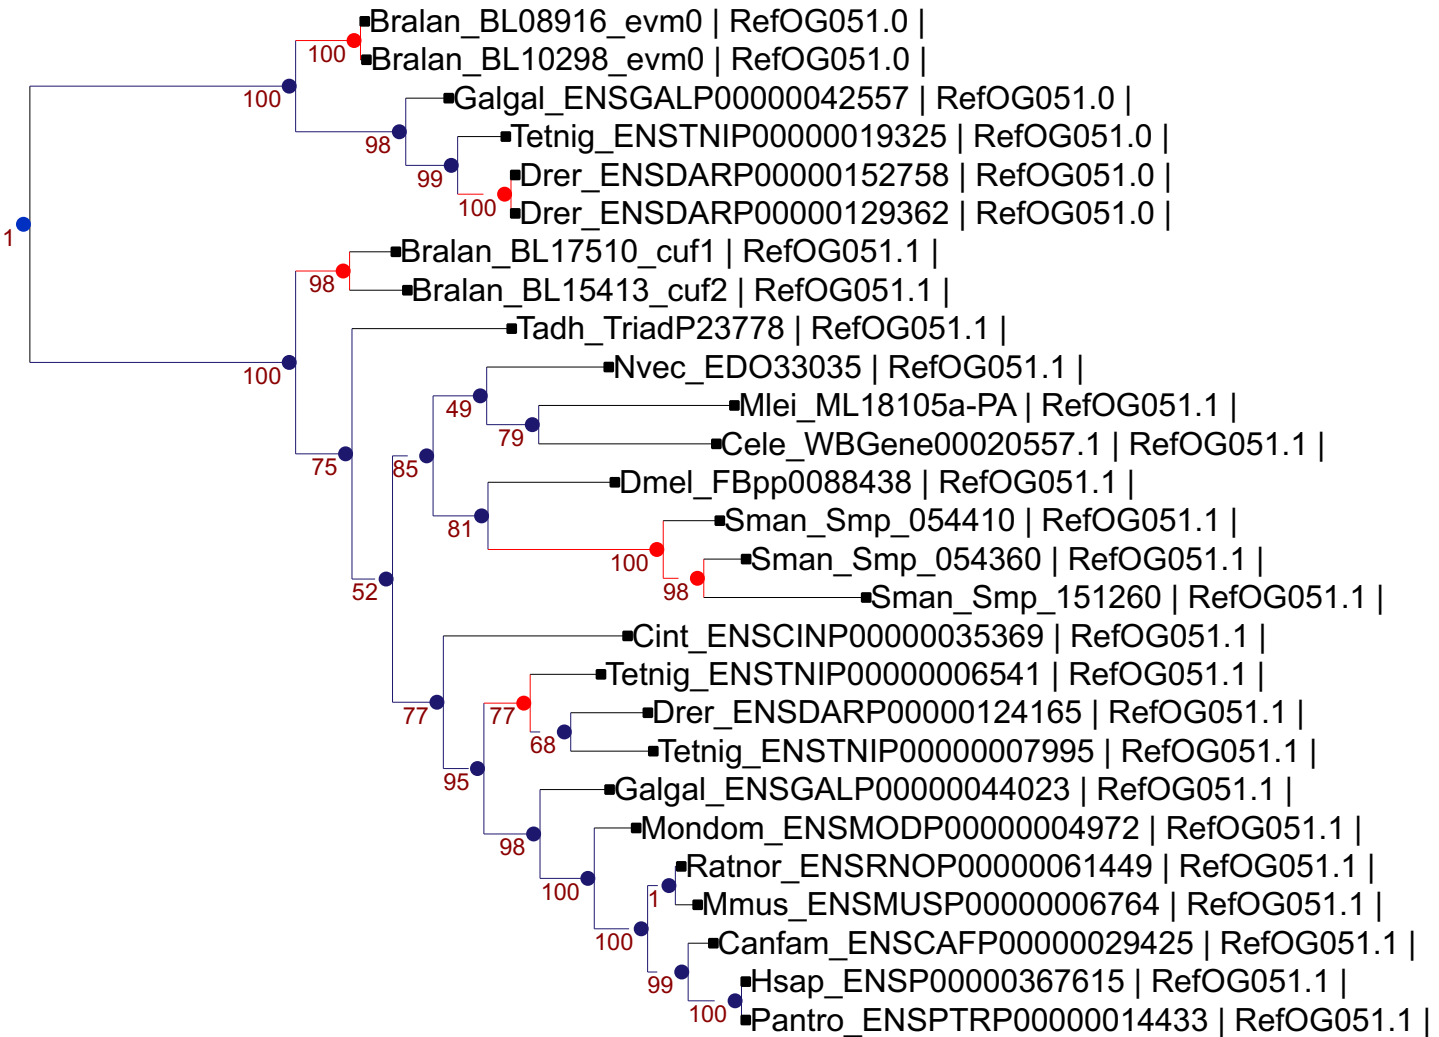 Bralan_BL08916_evm0 | RefOG051.0 |
100
Bralan_BL10298_evm0 | RefOG051.0 |
100
Galgal_ENSGALP00000042557 | RefOG051.0 |
98
Tetnig_ENSTNIP00000019325 | RefOG051.0 |
99
Drer_ENSDARP00000152758 | RefOG051.0 |
100
Drer_ENSDARP00000129362 | RefOG051.0 |
1
Bralan_BL17510_cuf1 | RefOG051.1 |
98
Bralan_BL15413_cuf2 | RefOG051.1 |
Tadh_TriadP23778 | RefOG051.1 |
100
Nvec_EDO33035 | RefOG051.1 |
49
Mlei_ML18105a-PA | RefOG051.1 |
79
Cele_WBGene00020557.1 | RefOG051.1 |
75
85
Dmel_FBpp0088438 | RefOG051.1 |
81
Sman_Smp_054410 | RefOG051.1 |
100
Sman_Smp_054360 | RefOG051.1 |
52
98
Sman_Smp_151260 | RefOG051.1 |
Cint_ENSCINP00000035369 | RefOG051.1 |
Tetnig_ENSTNIP00000006541 | RefOG051.1 |
77
77
Drer_ENSDARP00000124165 | RefOG051.1 |
68
Tetnig_ENSTNIP00000007995 | RefOG051.1 |
95
Galgal_ENSGALP00000044023 | RefOG051.1 |
Mondom_ENSMODP00000004972 | RefOG051.1 |
98
Ratnor_ENSRNOP00000061449 | RefOG051.1 |
100
1
Mmus_ENSMUSP00000006764 | RefOG051.1 |
100
Canfam_ENSCAFP00000029425 | RefOG051.1 |
99
Hsap_ENSP00000367615 | RefOG051.1 |
100
Pantro_ENSPTRP00000014433 | RefOG051.1 |